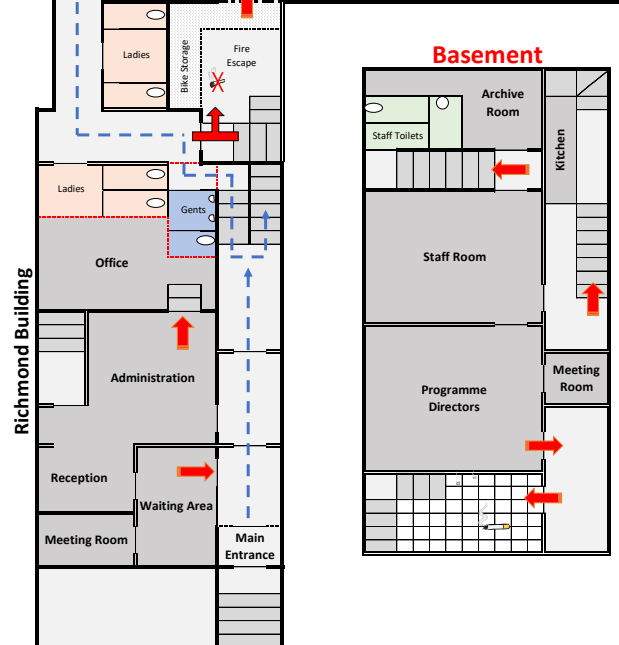 Ladies
Bike Storage
Fire
Escape
Ladies
Gents
Office
Richmond Building
Administration
Reception
Waiting Area
Meeting Room
Main
Entrance
Basement
Archive
Room
Staff Toilets
Kitchen
Staff Room
Programme
Directors
Meeting
Room